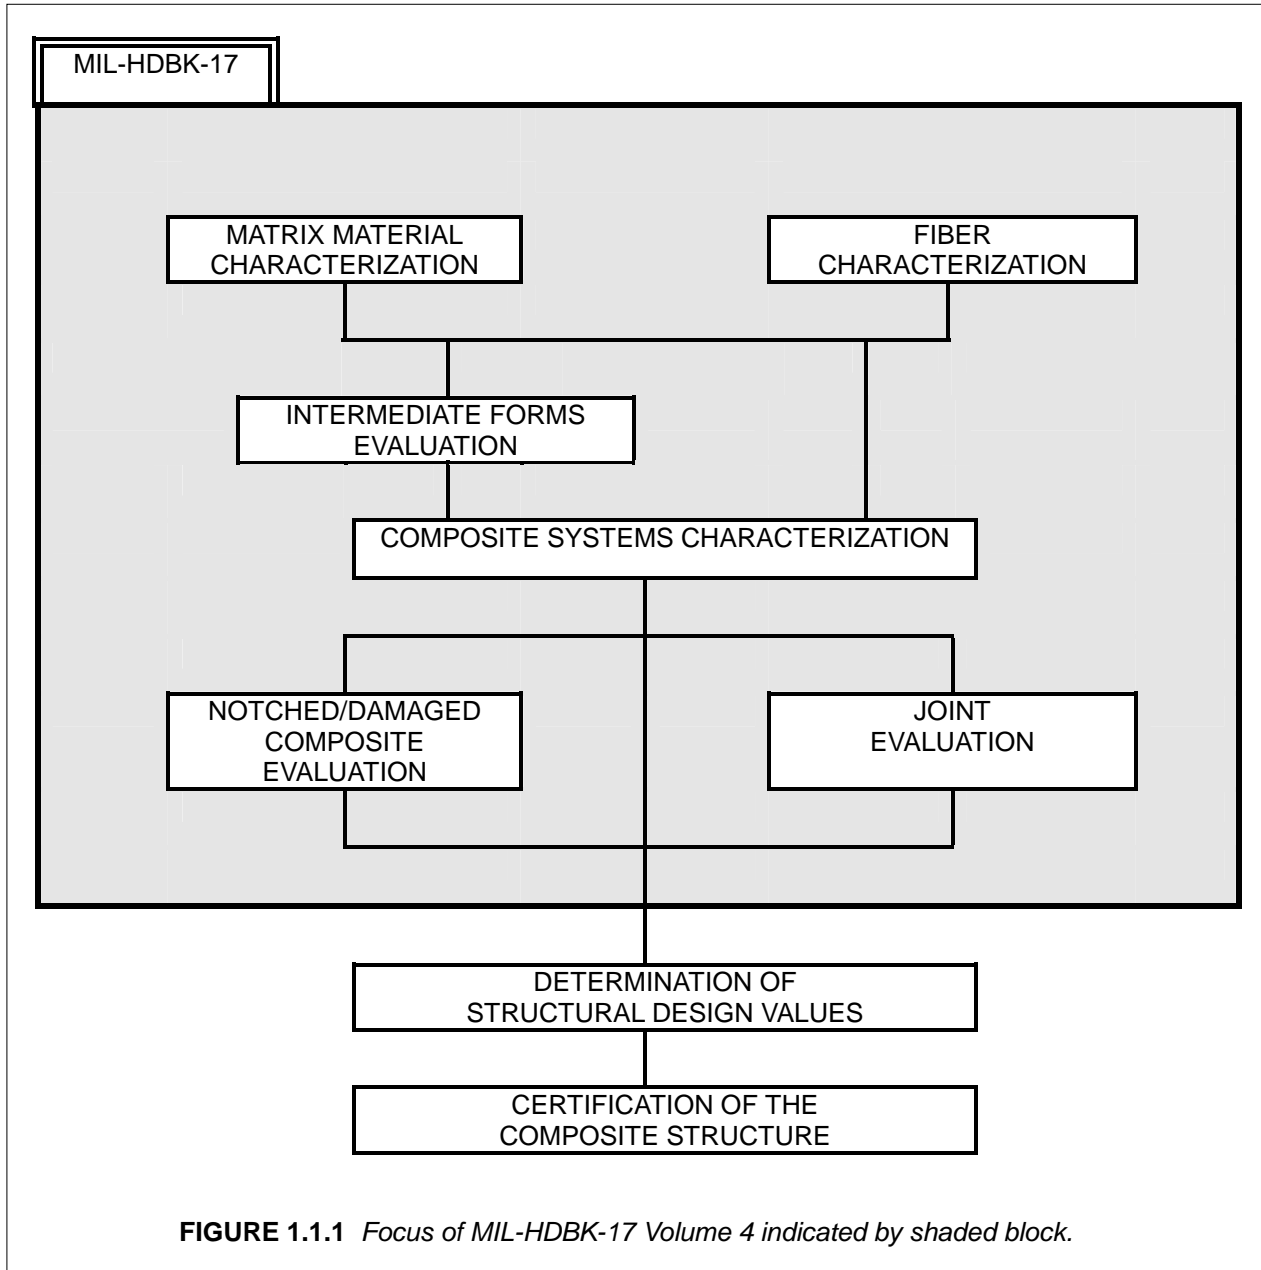 MIL-HDBK-17
MATRIX MATERIAL
CHARACTERIZATION
FIBER
CHARACTERIZATION
INTERMEDIATE FORMS
EVALUATION
COMPOSITE SYSTEMS CHARACTERIZATION
NOTCHED/DAMAGED
COMPOSITE
EVALUATION
JOINT
EVALUATION
DETERMINATION OF
STRUCTURAL DESIGN VALUES
CERTIFICATION OF THE
COMPOSITE STRUCTURE
FIGURE 1.1.1 Focus of MIL-HDBK-17 Volume 4 indicated by shaded block.